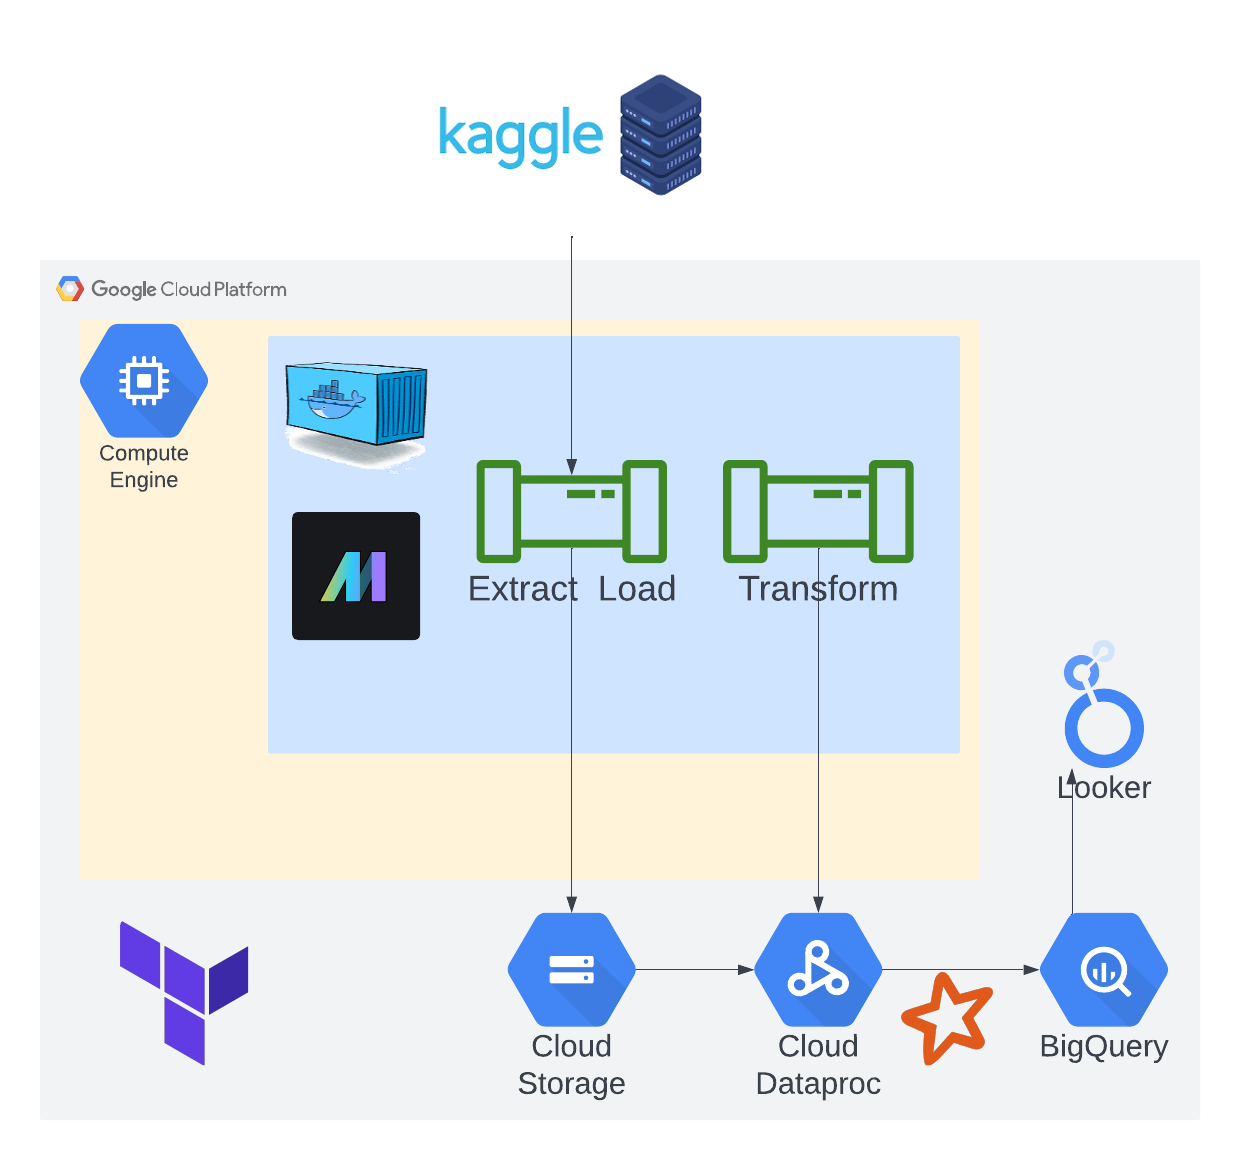 kaggle
Google Cloud Platform
Compute
Engine
Extract Load
Transform
Looker
Cloud
Storage
Cloud
Dataproc
BigQuery